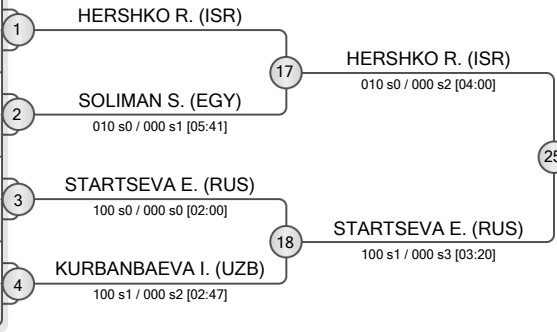 HERSHKO R. (ISR)
1
17
HERSHKO R. (ISR)
010 s0 / 000 s2 [04:00]
SOLIMAN S. (EGY)
2
010 s0 / 000 s1 [05:41]
25
STARTSEVA E. (RUS)
3
100 s0 / 000 s0 [02:00]
18
STARTSEVA E. (RUS)
100 s1 / 000 s3 [03:20]
KURBANBAEVA I. (UZB)
4
100 s1 / 000 s2 [02:47]